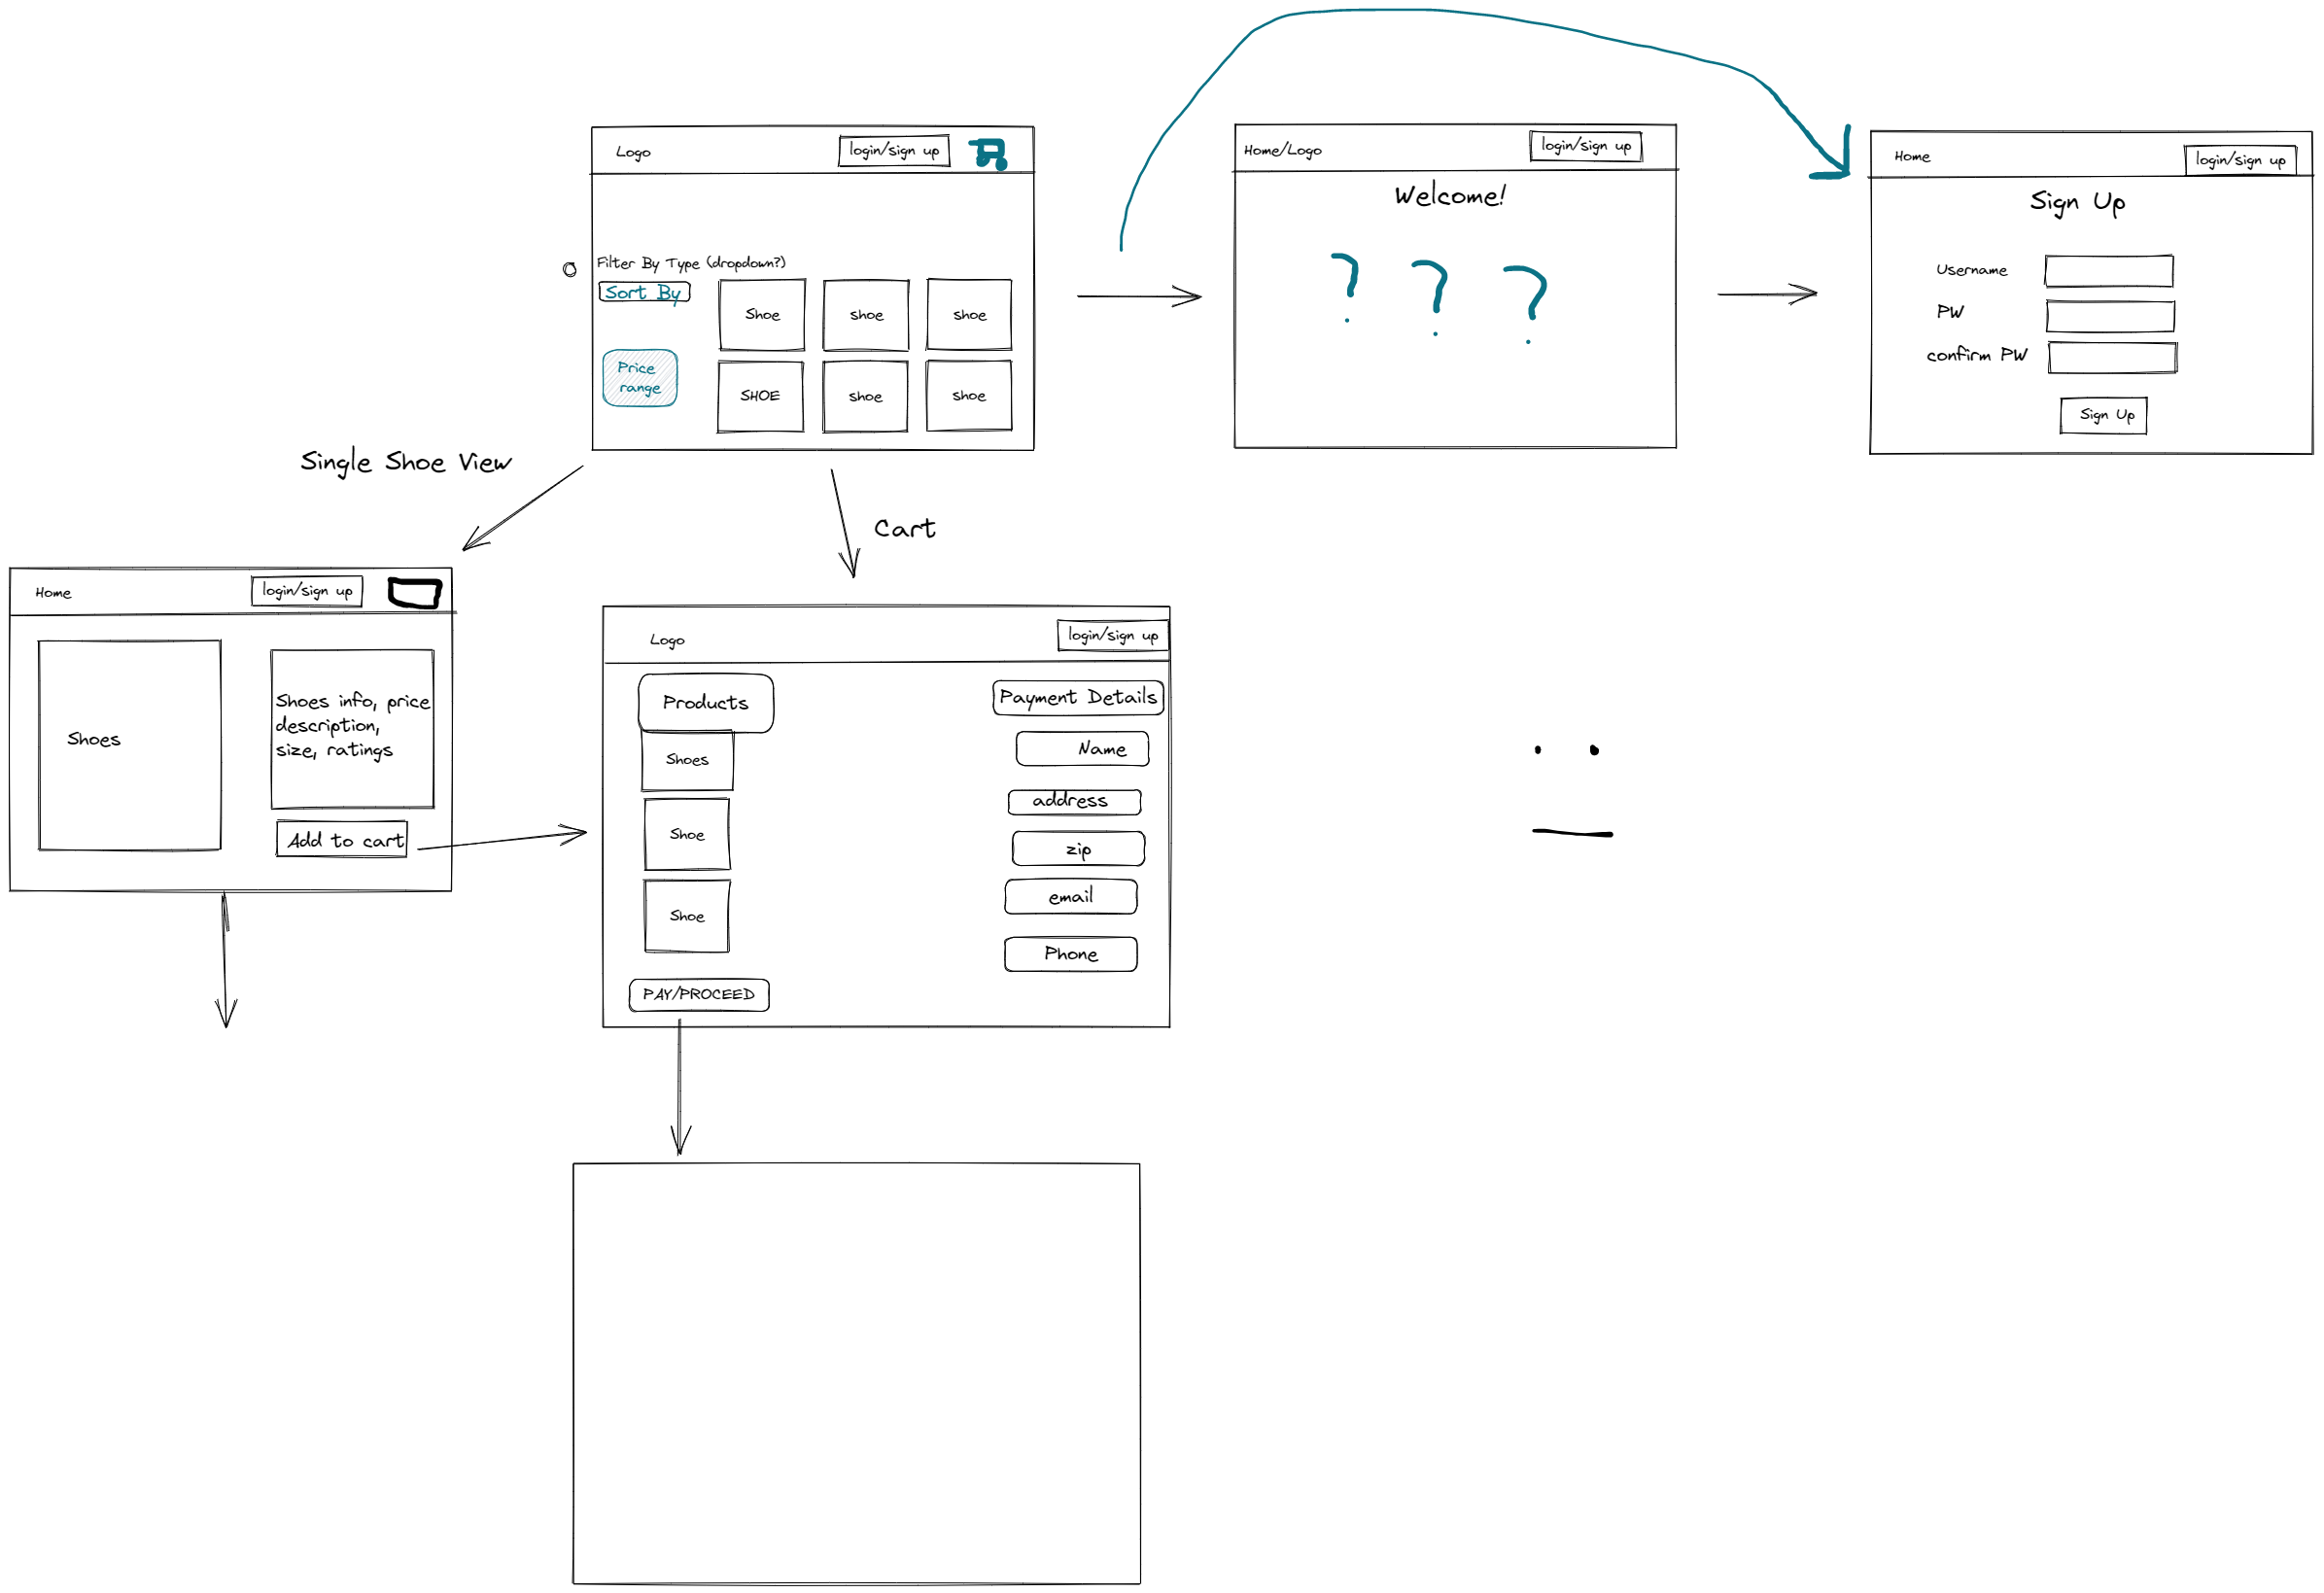 Logo
login/sign up
Filter By Type (dropdown?)
Sort By
Price
range
Shoe
shoe
shoe
SHOE
shoe
shoe
Home/Logo
login/sign up
Welcome!
? ? ?
Home
login/sign up
Sign Up
Username
PW
confirm PW
Sign Up
Single Shoe View
Cart
Home
login/sign up
Shoes
Shoes info, price
description,
size, ratings
Add to cart
Logo
login/sign up
Products
Shoes
Shoe
Shoe
PAY/PROCEED
Payment Details
Name
address
zip
email
Phone